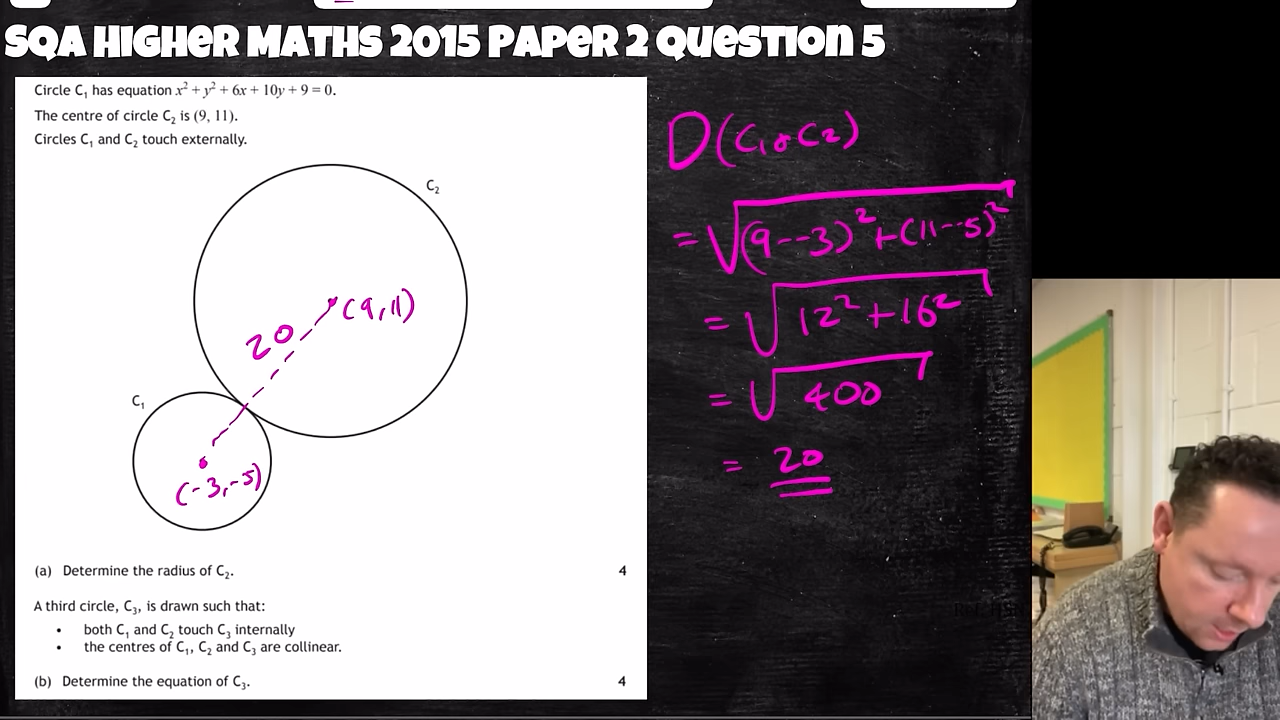 SQA HIGHER MATHS 2015 PAPER 2 QUESTION 5
Circle C₁ has equation x² + y² + 6x + 10y + 9 = 0.
The centre of circle C₂ is (9, 11).
Circles C₁ and C₂ touch externally.
C₂
(9,11)
20
C₁
(-3,-5)
(a) Determine the radius of C₂. 4
A third circle, C₃, is drawn such that:
• both C₁ and C₂ touch C₃ internally
• the centres of C₁, C₂ and C₃ are collinear.
(b) Determine the equation of C₃. 4
D(C₁ C₂)
= √(9--3)²+(11--5)²
= √12²+16²
= √400
= 20